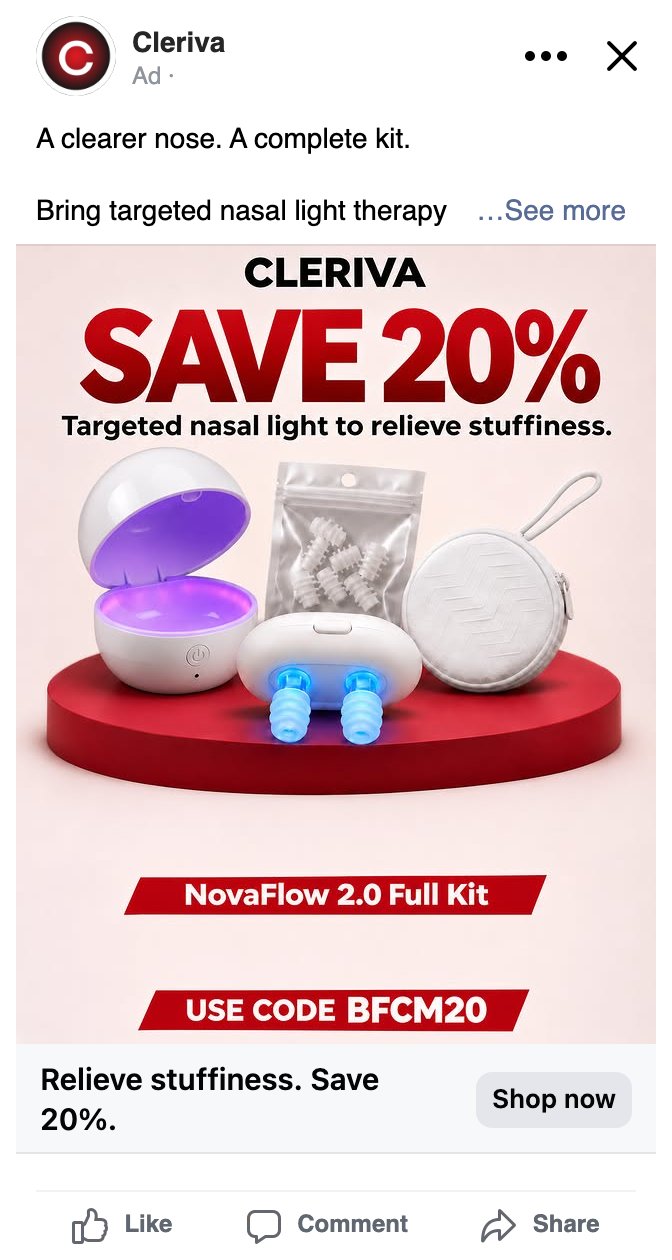 C
Cleriva
Ad ·
A clearer nose. A complete kit.
Bring targeted nasal light therapy ...See more
CLERIVA
SAVE 20%
Targeted nasal light to relieve stuffiness.
NovaFlow 2.0 Full Kit
USE CODE BFCM20
Relieve stuffiness. Save
20%.
Shop now
Like
Comment
Share